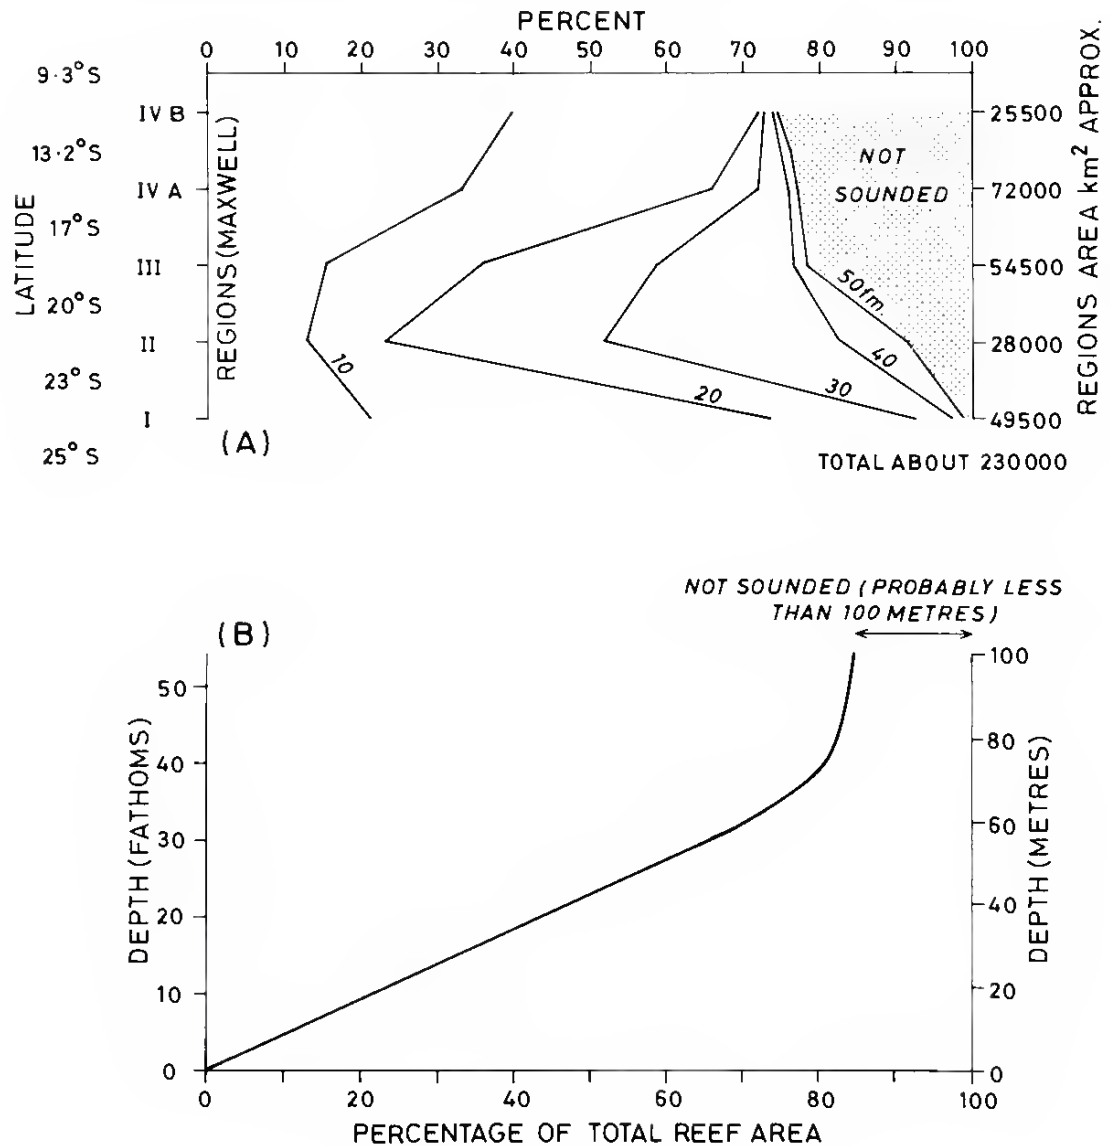 PERCENT
0 10 20 30 40 50 60 70 80 90 100
9·3°S
13·2°S
17°S
20°S
23°S
25°S
LATITUDE
IV B
IV A
III
II
I
REGIONS (MAXWELL)
10
20
30
40
50fm.
NOT
SOUNDED
25500
72000
54500
28000
49500
REGIONS AREA km² APPROX.
(A)
TOTAL ABOUT 230000
NOT SOUNDED (PROBABLY LESS
THAN 100 METRES)
(B)
DEPTH (FATHOMS)
50
40
30
20
10
0
100
80
60
40
20
0
DEPTH (METRES)
0 20 40 60 80 100
PERCENTAGE OF TOTAL REEF AREA